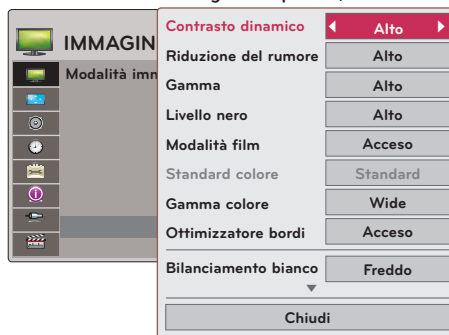 IMMAGIN
Modalità imm
Contrasto dinamico Alto
Riduzione del rumore Alto
Gamma Alto
Livello nero Alto
Modalità film Acceso
Standard colore Standard
Gamma colore Wide
Ottimizzatore bordi Acceso
Bilanciamento bianco Freddo
Chiudi